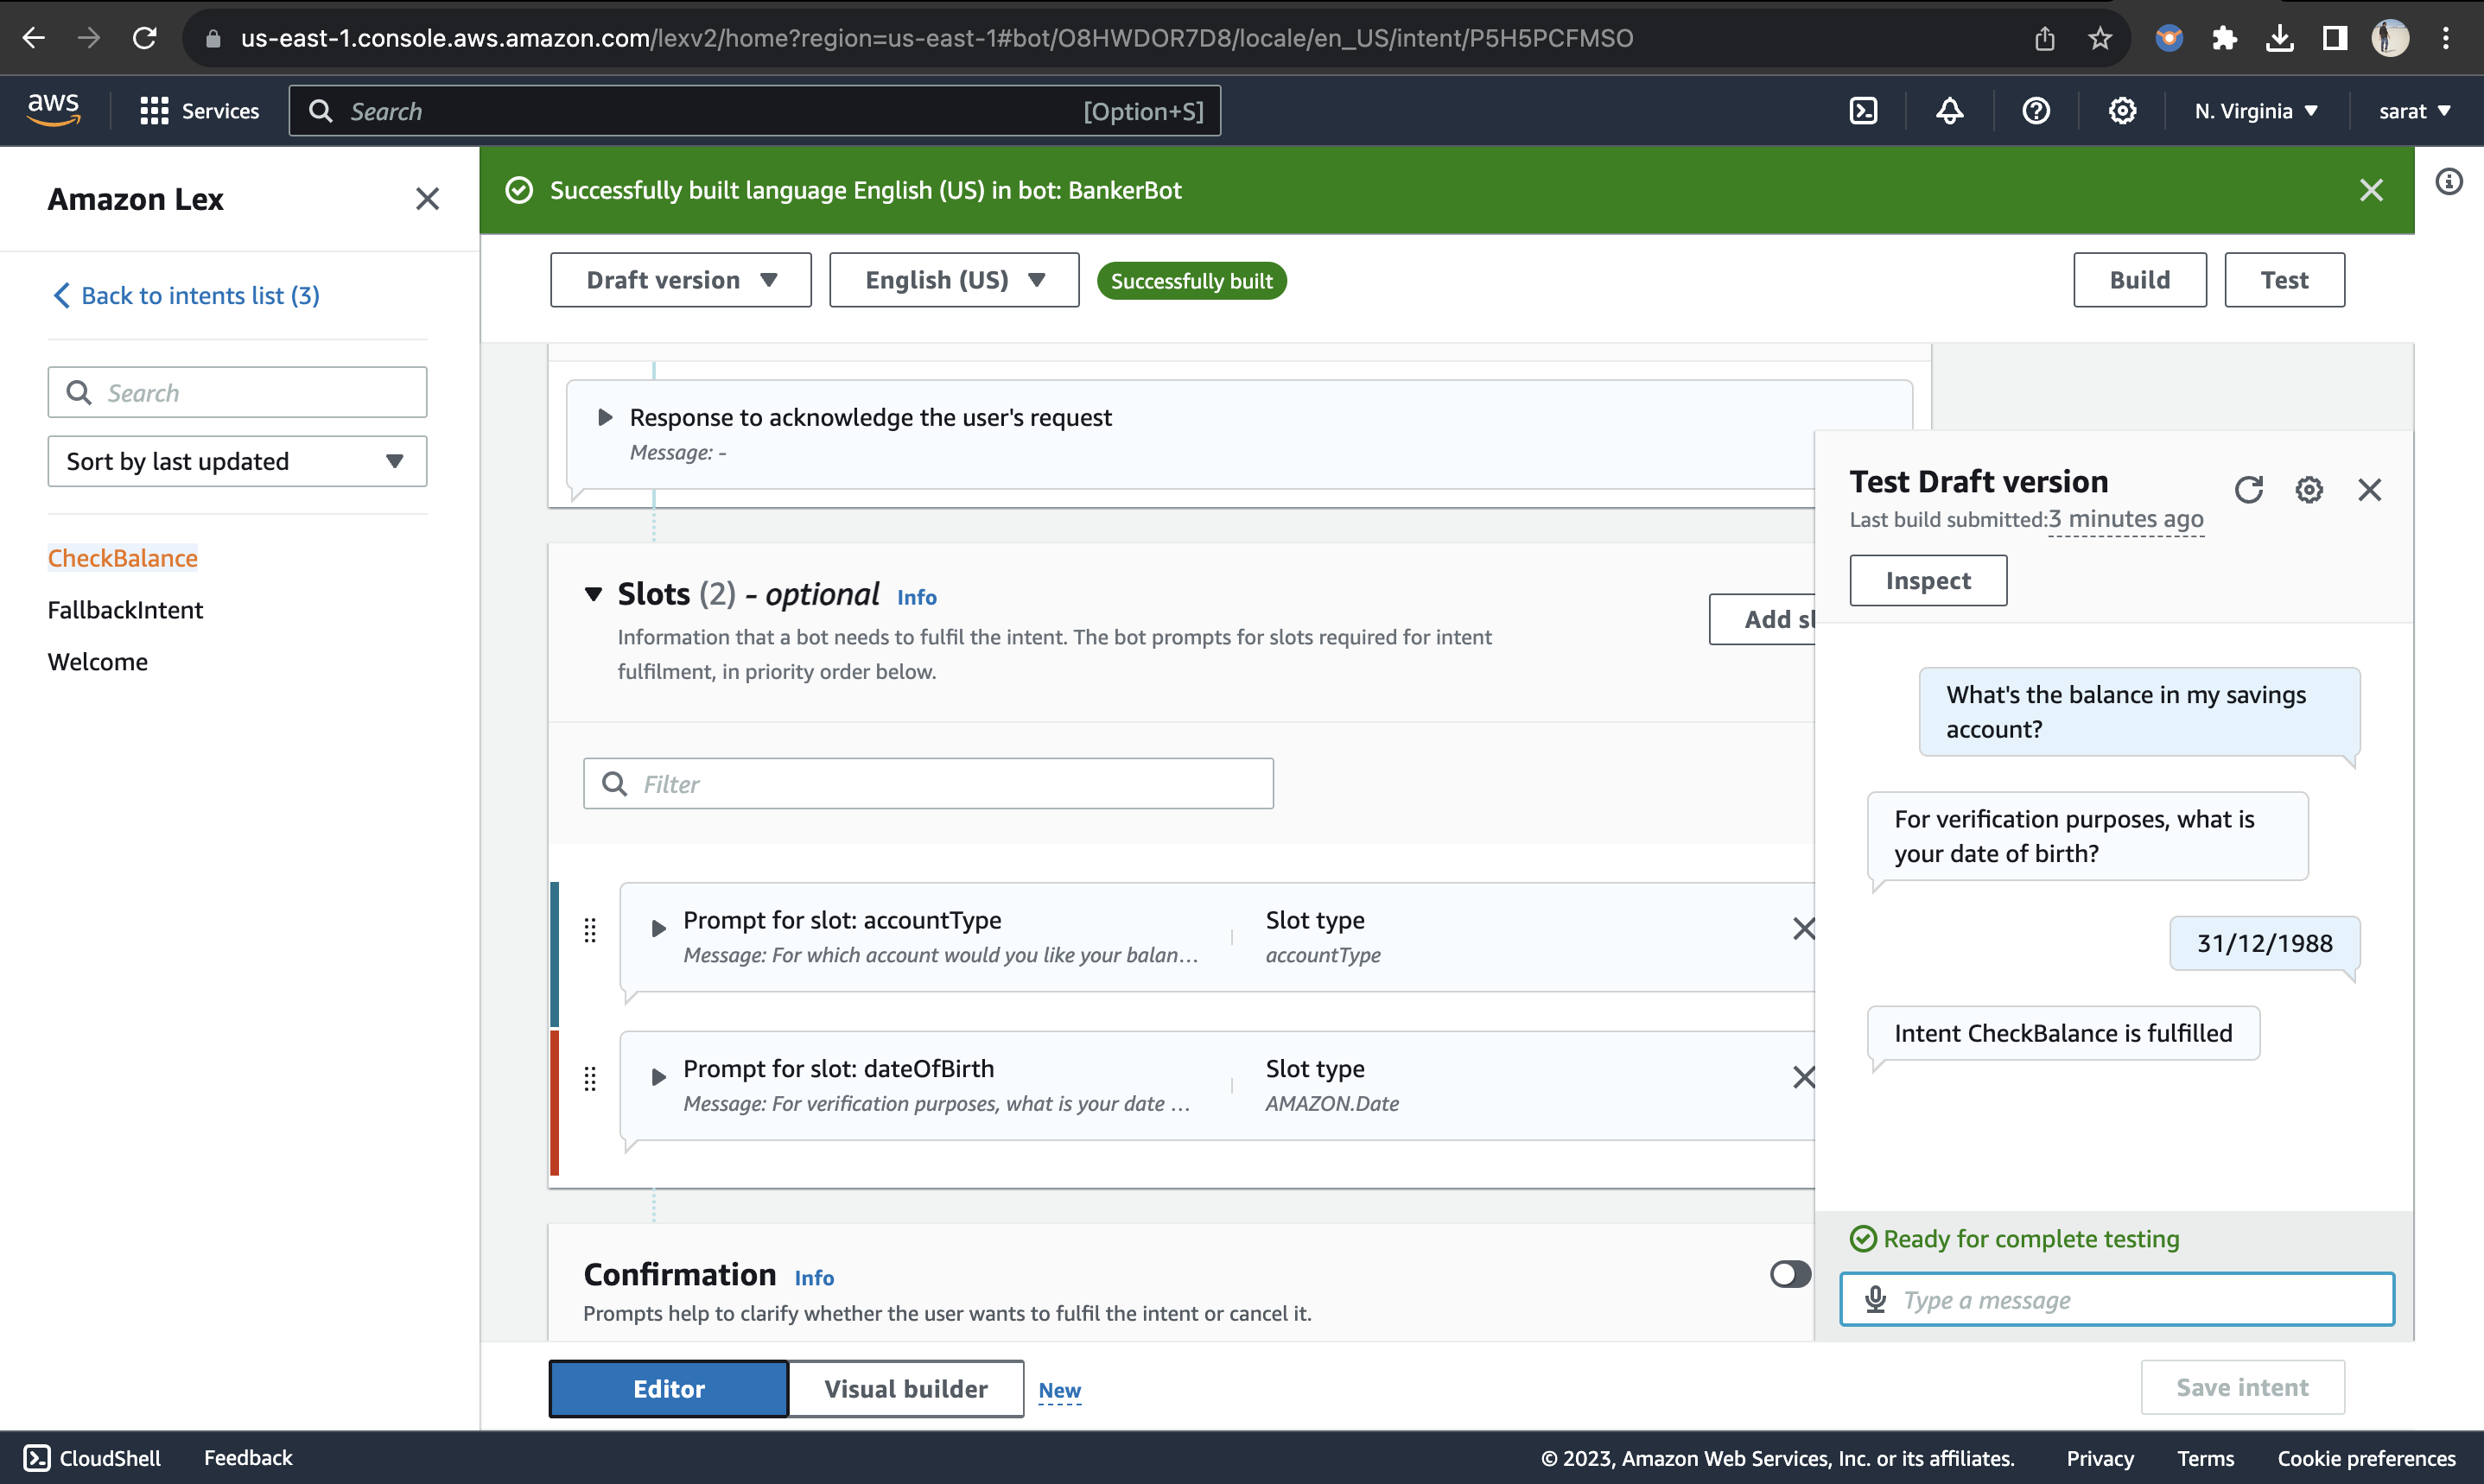 us-east-1.console.aws.amazon.com/lexv2/home?region=us-east-1#bot/O8HWDOR7D8/locale/en_US/intent/P5H5PCFMSO
aws
Services
Search
[Option+S]
N. Virginia
sarat
Amazon Lex
Back to intents list (3)
Search
Sort by last updated
CheckBalance
FallbackIntent
Welcome
Successfully built language English (US) in bot: BankerBot
Draft version
English (US)
Successfully built
Build
Test
Response to acknowledge the user's request
Message: -
Slots (2) - optional Info
Information that a bot needs to fulfil the intent. The bot prompts for slots required for intent
fulfilment, in priority order below.
Add sl
Filter
Prompt for slot: accountType
Message: For which account would you like your balan...
Slot type
accountType
Prompt for slot: dateOfBirth
Message: For verification purposes, what is your date ...
Slot type
AMAZON.Date
Confirmation Info
Prompts help to clarify whether the user wants to fulfil the intent or cancel it.
Test Draft version
Last build submitted:3 minutes ago
Inspect
What's the balance in my savings
account?
For verification purposes, what is
your date of birth?
31/12/1988
Intent CheckBalance is fulfilled
Ready for complete testing
Type a message
Editor
Visual builder
New
Save intent
CloudShell
Feedback
© 2023, Amazon Web Services, Inc. or its affiliates.
Privacy
Terms
Cookie preferences